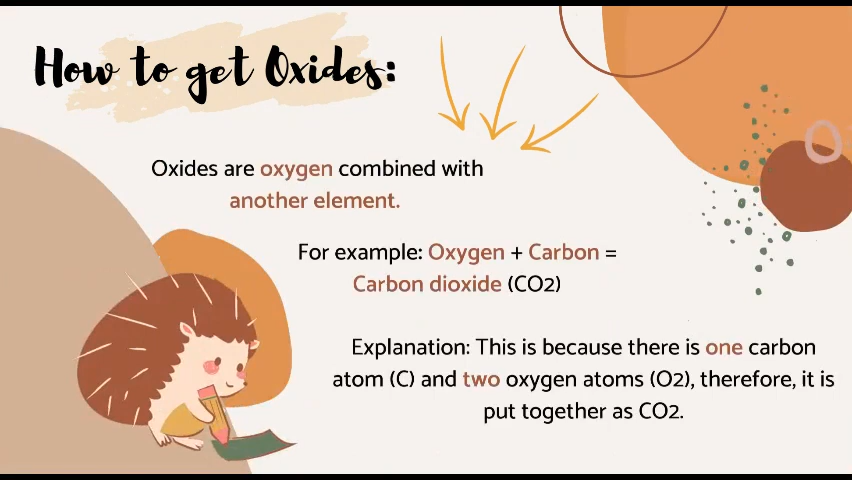 How to get Oxides:
Oxides are oxygen combined with
another element.
For example: Oxygen + Carbon =
Carbon dioxide (CO2)
Explanation: This is because there is one carbon
atom (C) and two oxygen atoms (O2), therefore, it is
put together as CO2.